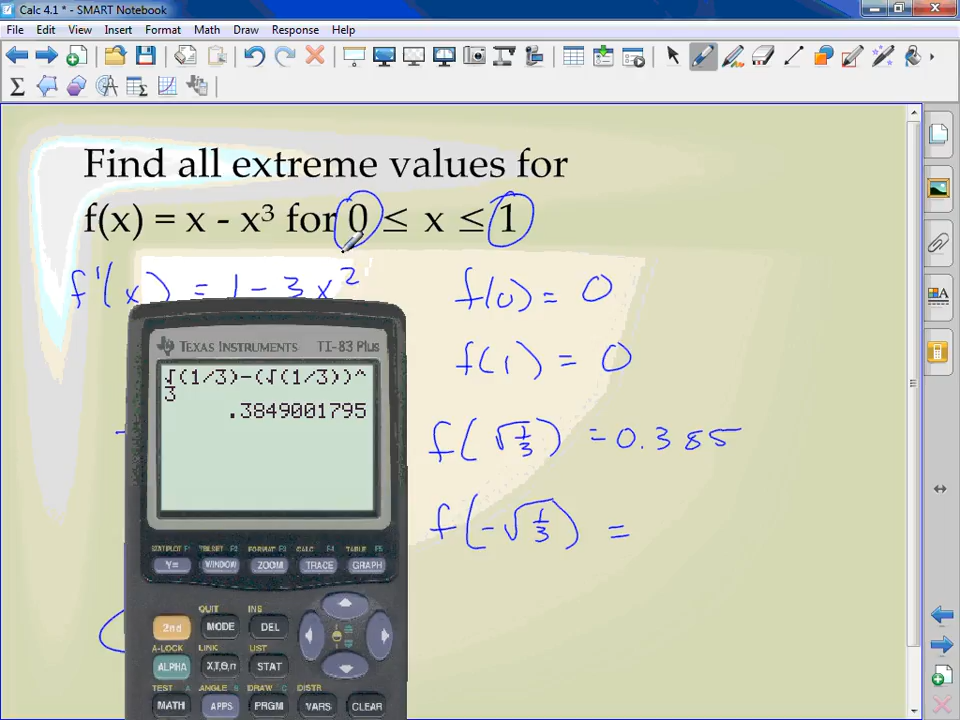 Calc 4.1 * - SMART Notebook
File Edit View Insert Format Math Draw Response Help
Find all extreme values for
f(x) = x - x³ for 0 ≤ x ≤ 1
f'(x) = 1 - 3x²
f(0) = 0
f(1) = 0
f(√1/3) = 0.385
f(-√1/3) =
TEXAS INSTRUMENTS TI-83 Plus
√(1/3)-(√(1/3))^
3
.3849001795
STAT PLOT F1 TBLSET F2 FORMAT F3 CALC F4 TABLE F5
Y= WINDOW ZOOM TRACE GRAPH
QUIT INS
2nd MODE DEL
A-LOCK LINK LIST
ALPHA X,T,θ,n STAT
TEST A ANGLE B DRAW C DISTR
MATH APPS PRGM VARS CLEAR